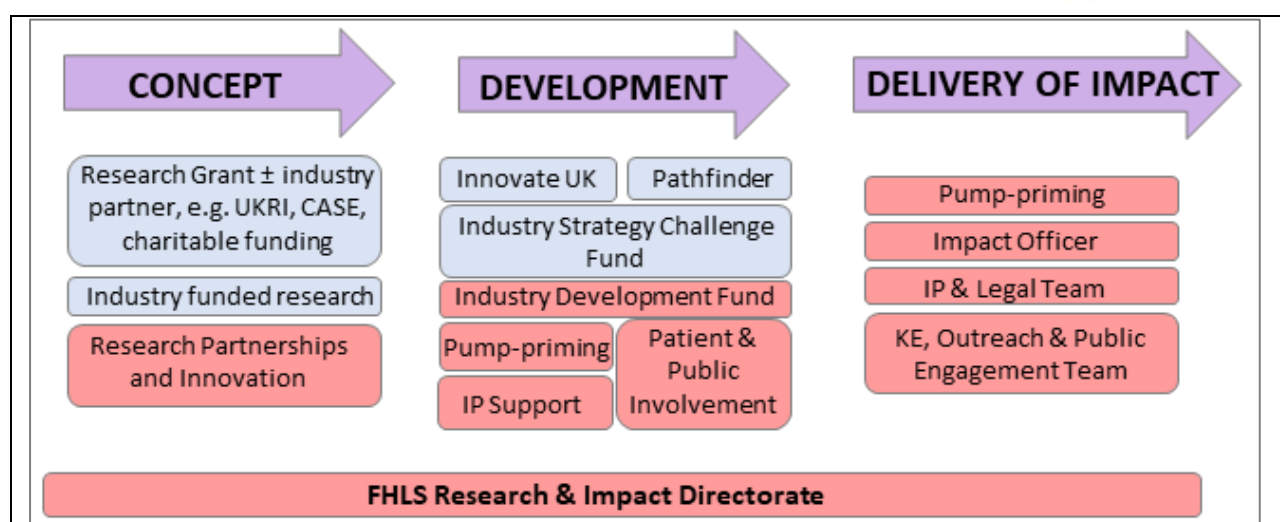 CONCEPT
DEVELOPMENT
DELIVERY OF IMPACT
Research Grant ± industry
partner, e.g. UKRI, CASE,
charitable funding
Industry funded research
Research Partnerships
and Innovation
Innovate UK
Pathfinder
Industry Strategy Challenge
Fund
Industry Development Fund
Pump-priming
IP Support
Patient &
Public
Involvement
Pump-priming
Impact Officer
IP & Legal Team
KE, Outreach & Public
Engagement Team
FHLS Research & Impact Directorate